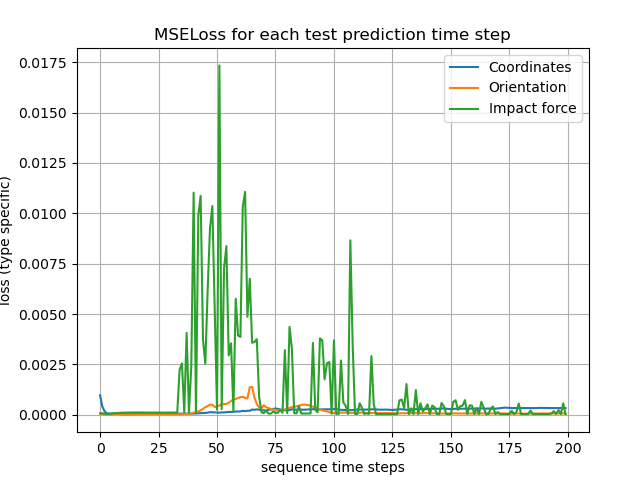 MSELoss for each test prediction time step
0.0175
0.0150
0.0125
0.0100
0.0075
0.0050
0.0025
0.0000
loss (type specific)
Coordinates
Orientation
Impact force
0 25 50 75 100 125 150 175 200
sequence time steps